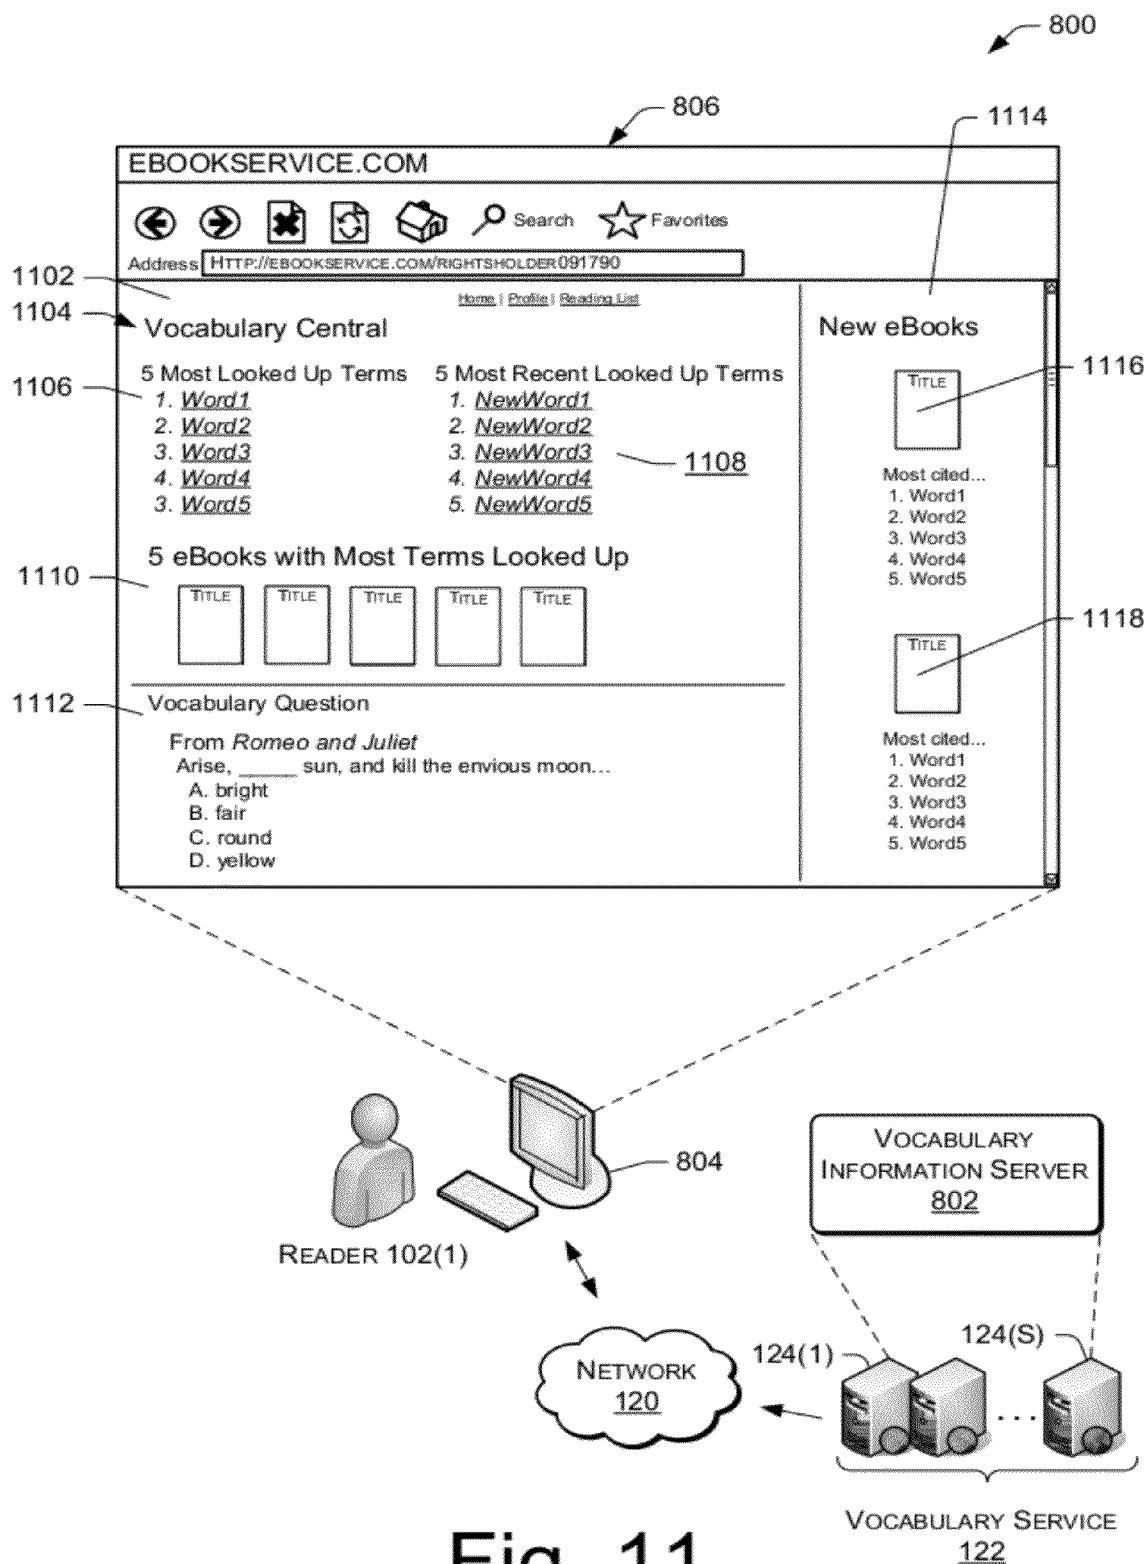 800
806
1114
EBOOKSERVICE.COM
Search Favorites
Address HTTP://EBOOKSERVICE.COM/RIGHTSHOLDER091790
1102
Home | Profile | Reading List
1104
Vocabulary Central
New eBooks
5 Most Looked Up Terms 5 Most Recent Looked Up Terms
1106
1. Word1 1. NewWord1
2. Word2 2. NewWord2
3. Word3 3. NewWord3
4. Word4 4. NewWord4
3. Word5 5. NewWord5
1108
TITLE
1116
Most cited...
1. Word1
2. Word2
3. Word3
4. Word4
5. Word5
5 eBooks with Most Terms Looked Up
1110
TITLE TITLE TITLE TITLE TITLE
TITLE
1118
Most cited...
1. Word1
2. Word2
3. Word3
4. Word4
5. Word5
1112
Vocabulary Question
From Romeo and Juliet
Arise, _____ sun, and kill the envious moon...
A. bright
B. fair
C. round
D. yellow
804
READER 102(1)
VOCABULARY
INFORMATION SERVER
802
NETWORK
120
124(1)
124(S)
...
VOCABULARY SERVICE
122
Fig. 11